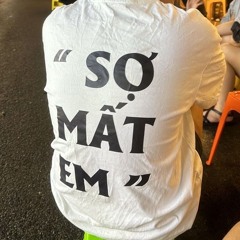 “ SỢ
MẤT
EM ”